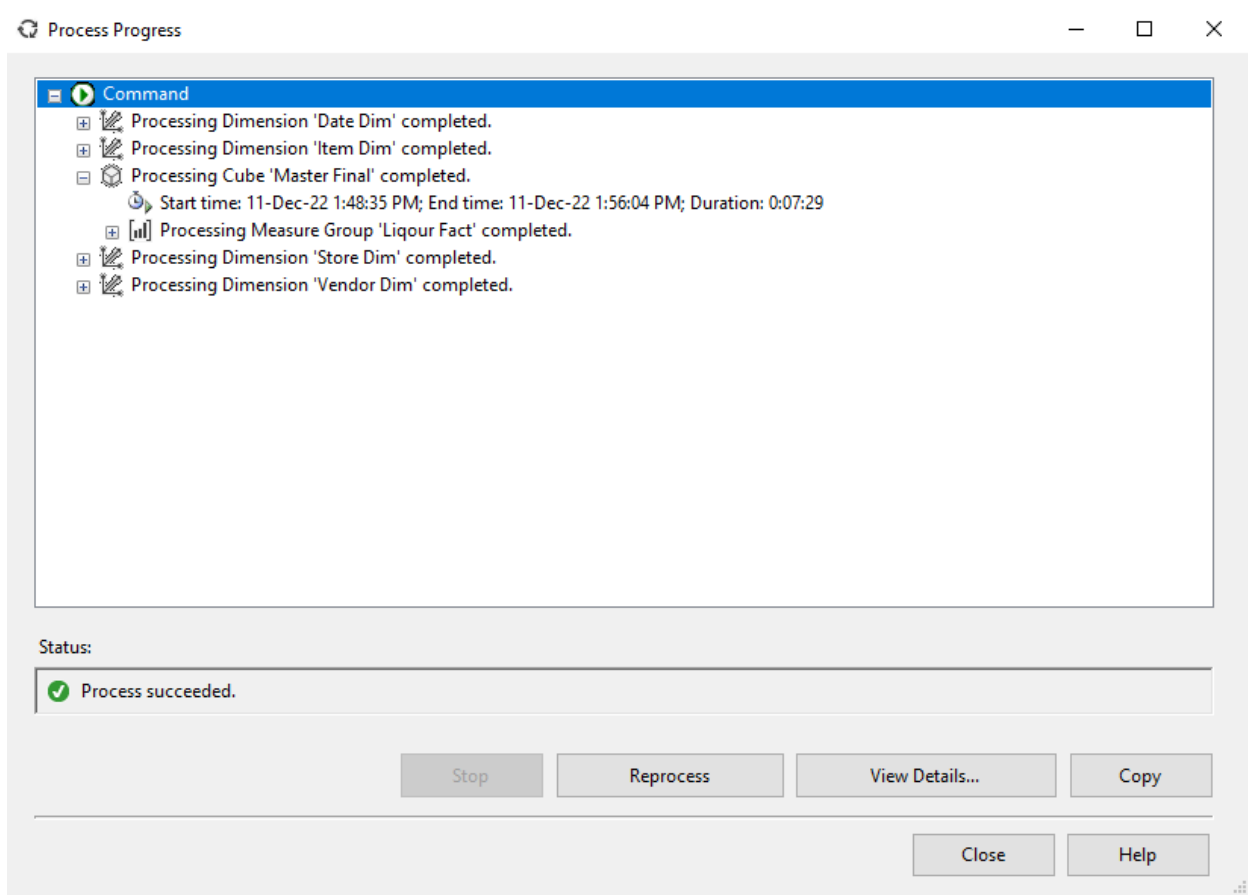 Process Progress
Command
Processing Dimension 'Date Dim' completed.
Processing Dimension 'Item Dim' completed.
Processing Cube 'Master Final' completed.
Start time: 11-Dec-22 1:48:35 PM; End time: 11-Dec-22 1:56:04 PM; Duration: 0:07:29
Processing Measure Group 'Liqour Fact' completed.
Processing Dimension 'Store Dim' completed.
Processing Dimension 'Vendor Dim' completed.
Status:
Process succeeded.
Stop Reprocess View Details... Copy
Close Help